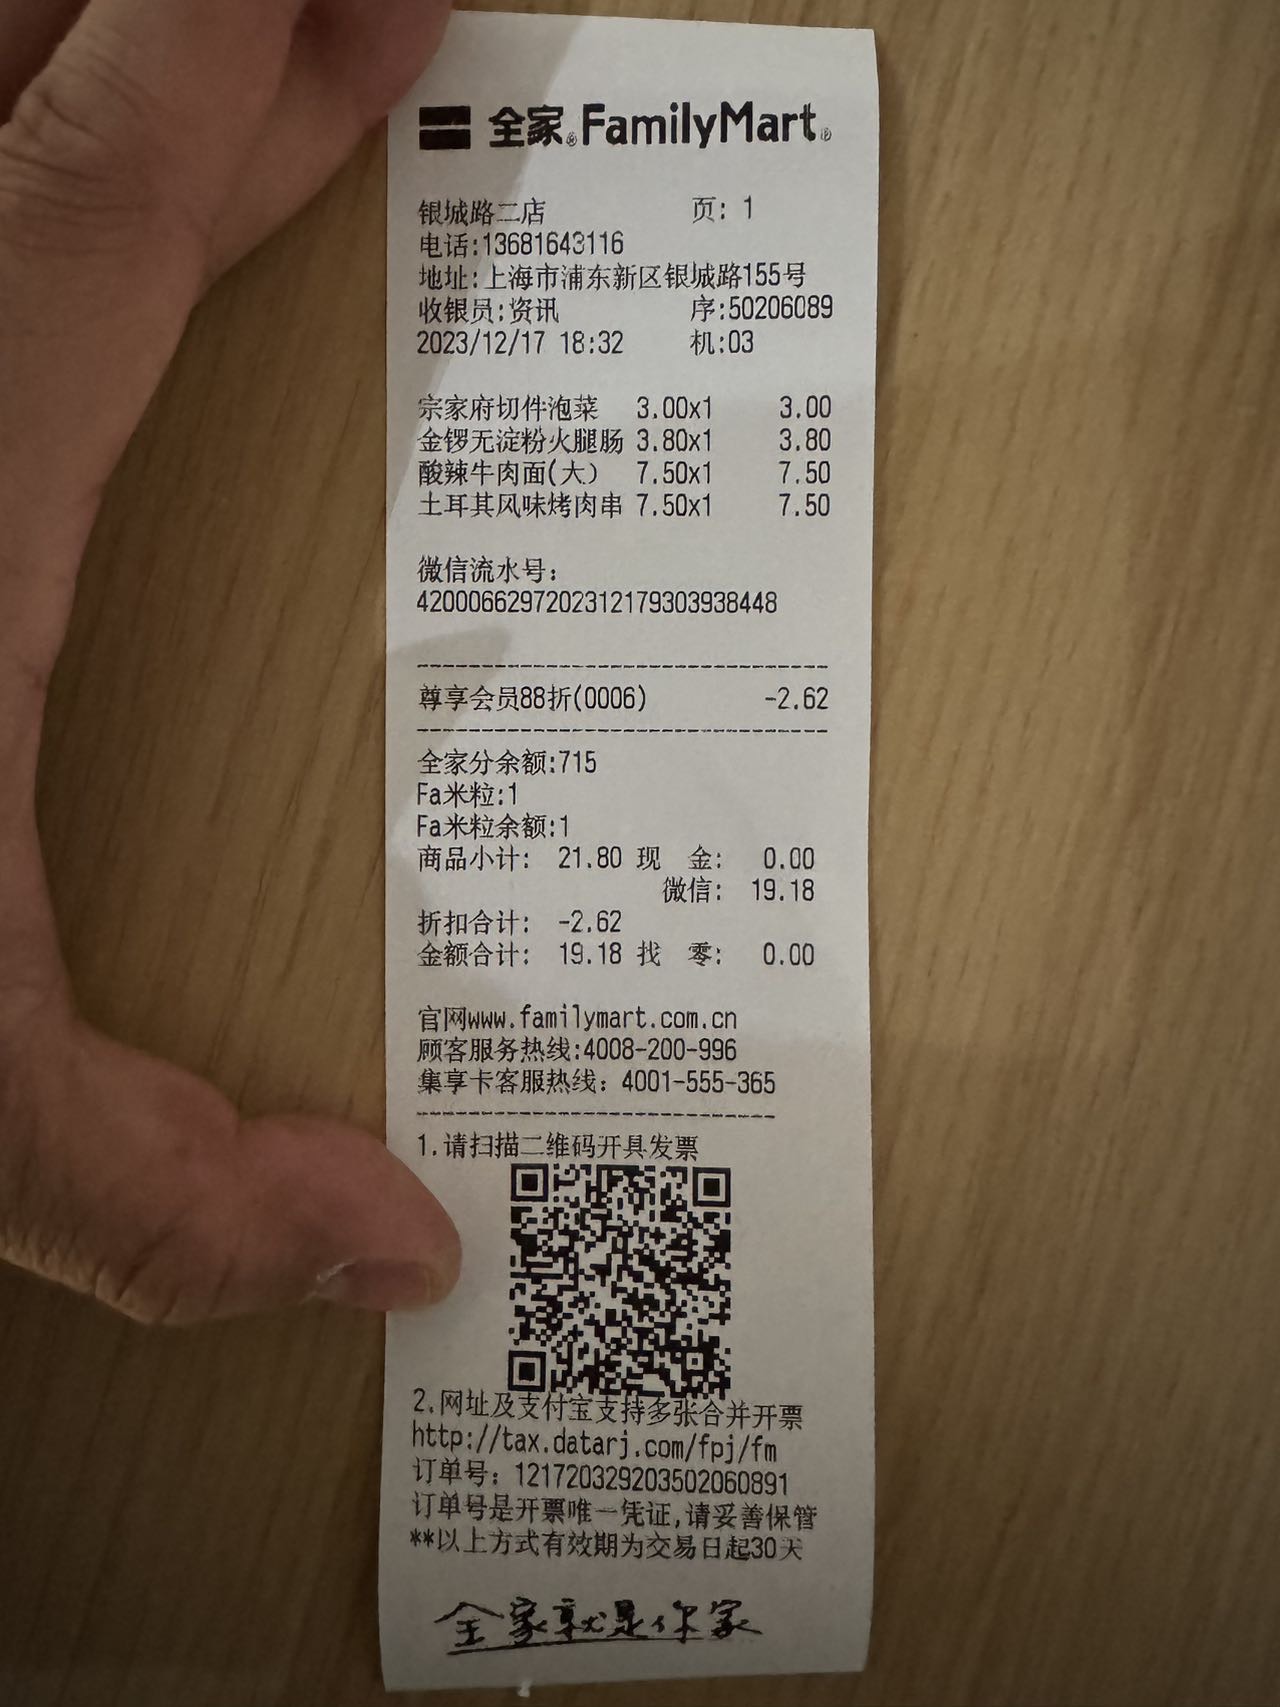 全家®FamilyMart®
银城路二店 页: 1
电话:13681643116
地址:上海市浦东新区银城路155号
收银员:资讯 序:50206089
2023/12/17 18:32 机:03
宗家府切件泡菜 3.00x1 3.00
金锣无淀粉火腿肠 3.80x1 3.80
酸辣牛肉面(大) 7.50x1 7.50
土耳其风味烤肉串 7.50x1 7.50
微信流水号:
4200066297202312179303938448
尊享会员88折(0006) -2.62
全家分余额:715
Fa米粒:1
Fa米粒余额:1
商品小计: 21.80 现 金: 0.00
微信: 19.18
折扣合计: -2.62
金额合计: 19.18 找 零: 0.00
官网www.familymart.com.cn
顾客服务热线:4008-200-996
集享卡客服热线: 4001-555-365
1.请扫描二维码开具发票
2.网址及支付宝支持多张合并开票
http://tax.datarj.com/fpj/fm
订单号: 121720329203502060891
订单号是开票唯一凭证,请妥善保管
**以上方式有效期为交易日起30天
全家就是你家